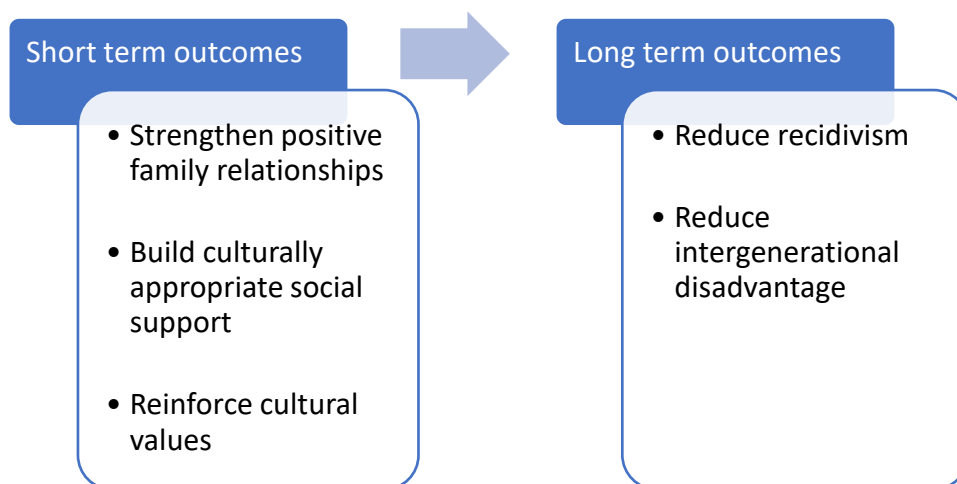 Short term outcomes
• Strengthen positive
family relationships
• Build culturally
appropriate social
support
• Reinforce cultural
values
Long term outcomes
• Reduce recidivism
• Reduce
intergenerational
disadvantage